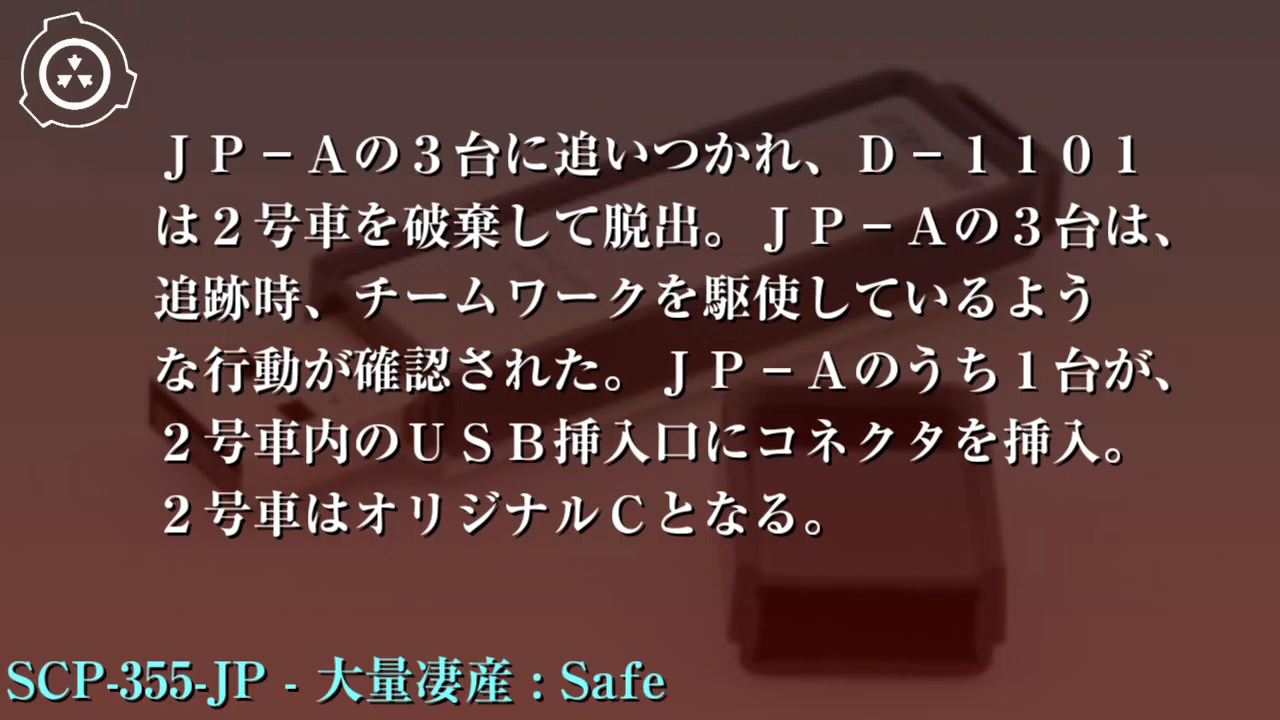 ＪＰ－Ａの３台に追いつかれ、Ｄ－１１０１
は２号車を破棄して脱出。ＪＰ－Ａの３台は、
追跡時、チームワークを駆使しているよう
な行動が確認された。ＪＰ－Ａのうち１台が、
２号車内のＵＳＢ挿入口にコネクタを挿入。
２号車はオリジナルＣとなる。
SCP-355-JP - 大量凄産 : Safe